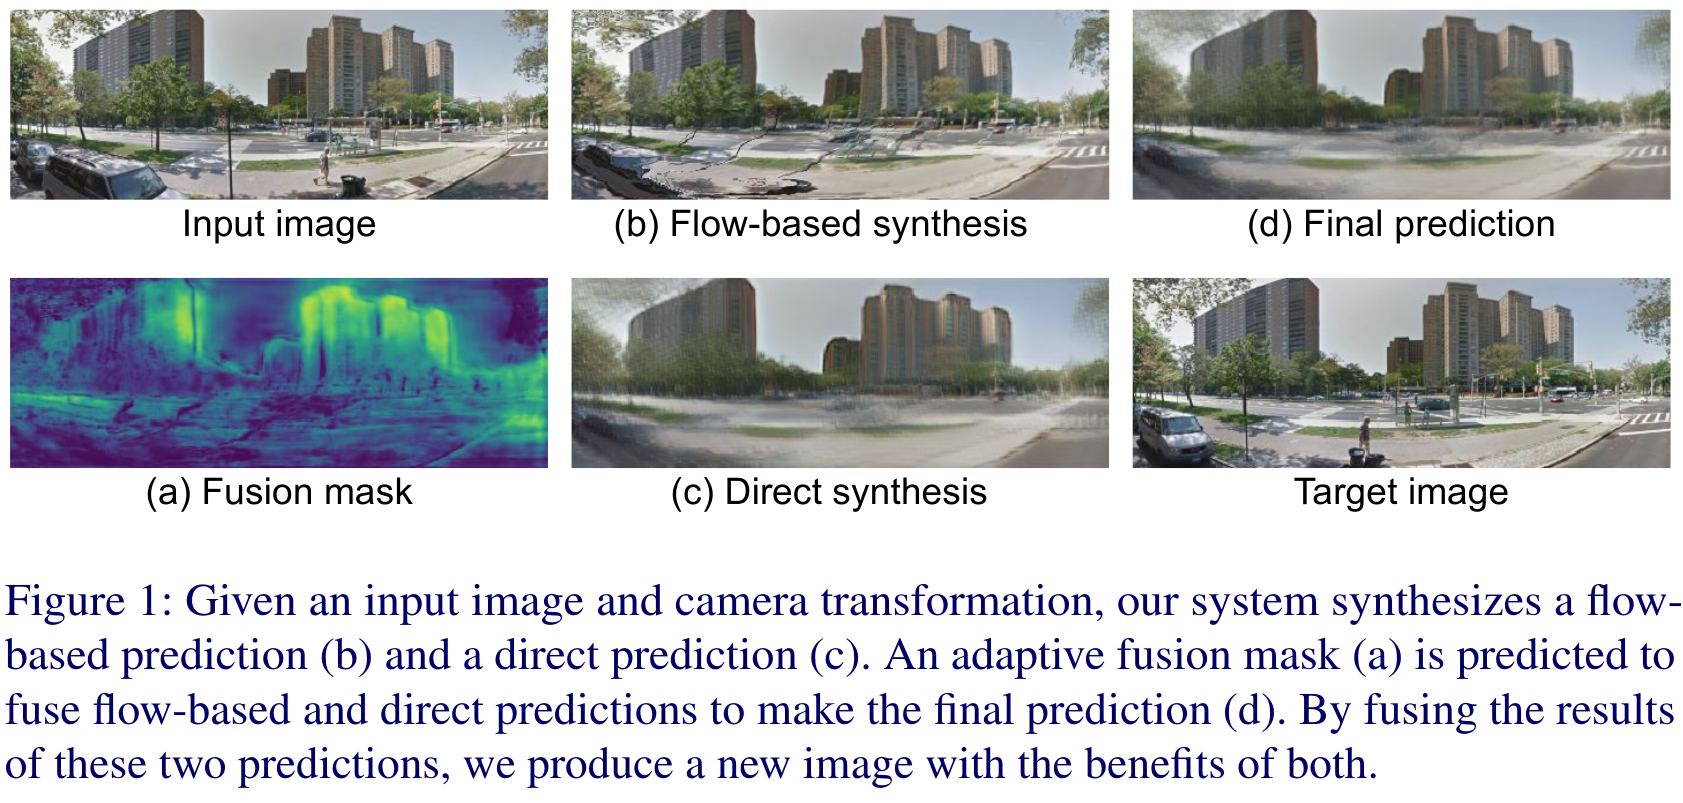 Input image
(b) Flow-based synthesis
(d) Final prediction
(a) Fusion mask
(c) Direct synthesis
Target image
Figure 1: Given an input image and camera transformation, our system synthesizes a flow-
based prediction (b) and a direct prediction (c). An adaptive fusion mask (a) is predicted to
fuse flow-based and direct predictions to make the final prediction (d). By fusing the results
of these two predictions, we produce a new image with the benefits of both.